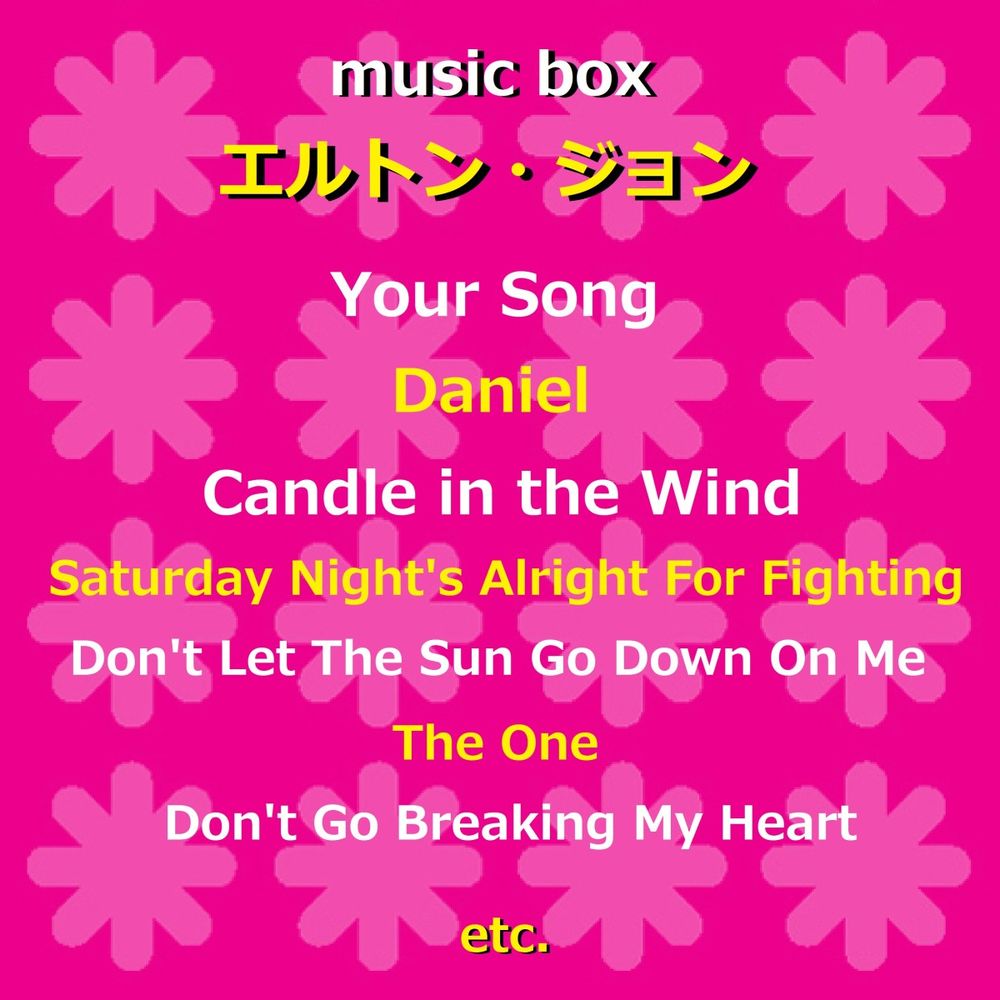 music box
エルトン・ジョン
Your Song
Daniel
Candle in the Wind
Saturday Night's Alright For Fighting
Don't Let The Sun Go Down On Me
The One
Don't Go Breaking My Heart
etc.